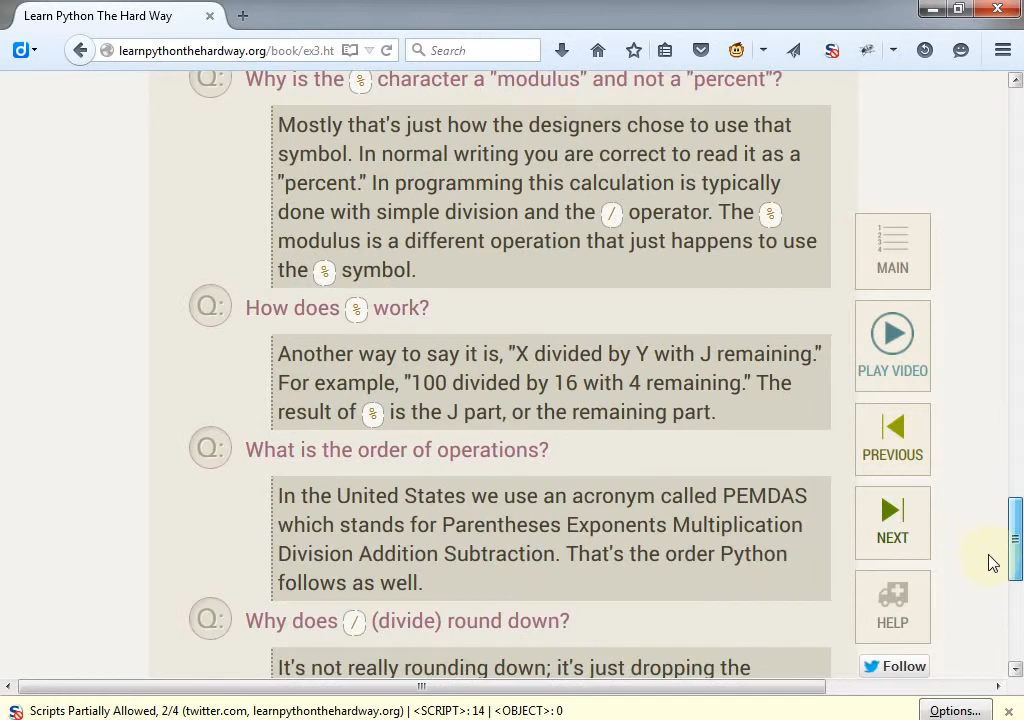 Learn Python The Hard Way
learnpythonthehardway.org/book/ex3.ht
Search
Q: Why is the % character a "modulus" and not a "percent"?
Mostly that's just how the designers chose to use that
symbol. In normal writing you are correct to read it as a
"percent." In programming this calculation is typically
done with simple division and the / operator. The %
modulus is a different operation that just happens to use
the % symbol.
Q: How does % work?
Another way to say it is, "X divided by Y with J remaining."
For example, "100 divided by 16 with 4 remaining." The
result of % is the J part, or the remaining part.
Q: What is the order of operations?
In the United States we use an acronym called PEMDAS
which stands for Parentheses Exponents Multiplication
Division Addition Subtraction. That's the order Python
follows as well.
Q: Why does / (divide) round down?
It's not really rounding down; it's just dropping the
MAIN
PLAY VIDEO
PREVIOUS
NEXT
HELP
Follow
Scripts Partially Allowed, 2/4 (twitter.com, learnpythonthehardway.org) | <SCRIPT>: 14 | <OBJECT>: 0
Options...